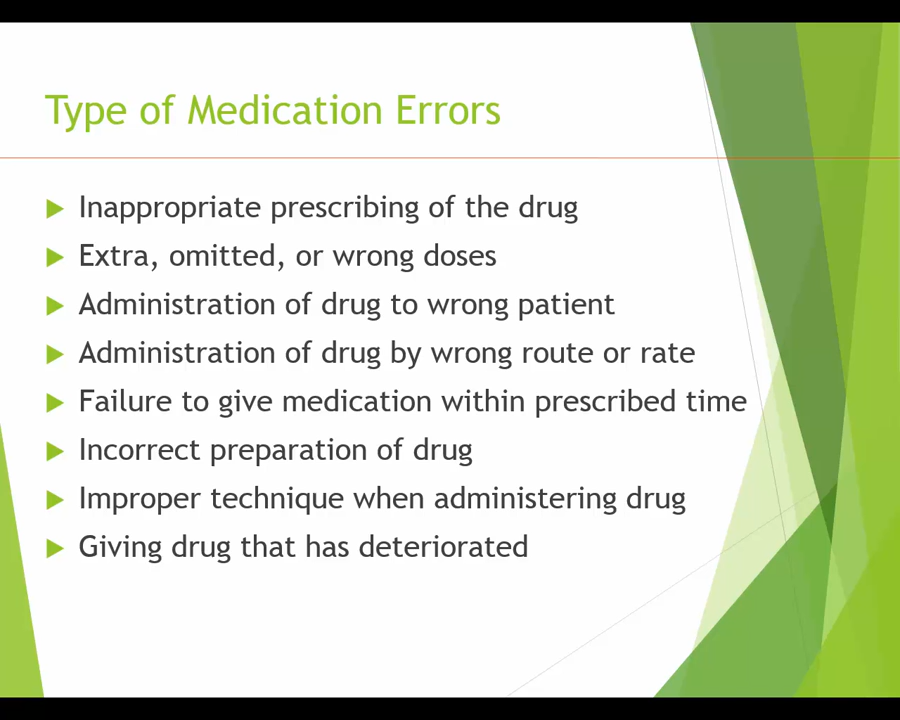 Type of Medication Errors
Inappropriate prescribing of the drug
Extra, omitted, or wrong doses
Administration of drug to wrong patient
Administration of drug by wrong route or rate
Failure to give medication within prescribed time
Incorrect preparation of drug
Improper technique when administering drug
Giving drug that has deteriorated